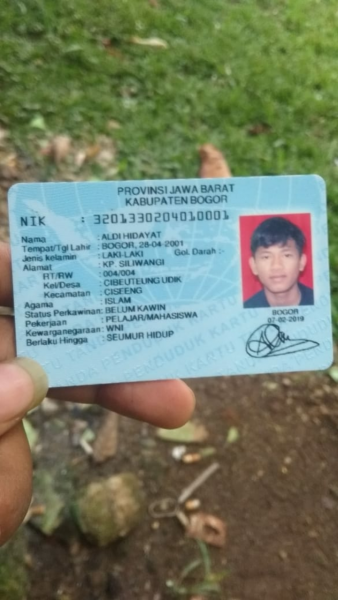 PROVINSI JAWA BARAT
KABUPATEN BOGOR
NIK : 3201330204010001
Nama : ALDI HIDAYAT
Tempat/Tgl Lahir : BOGOR, 28-04-2001
Jenis kelamin : LAKI-LAKI Gol. Darah :-
Alamat : KP. SILIWANGI
RT/RW : 004/004
Kel/Desa : CIBEUTEUNG UDIK
Kecamatan : CISEENG
Agama : ISLAM
Status Perkawinan: BELUM KAWIN
Pekerjaan : PELAJAR/MAHASISWA
Kewarganegaraan: WNI
Berlaku Hingga : SEUMUR HIDUP
BOGOR
07-02-2019